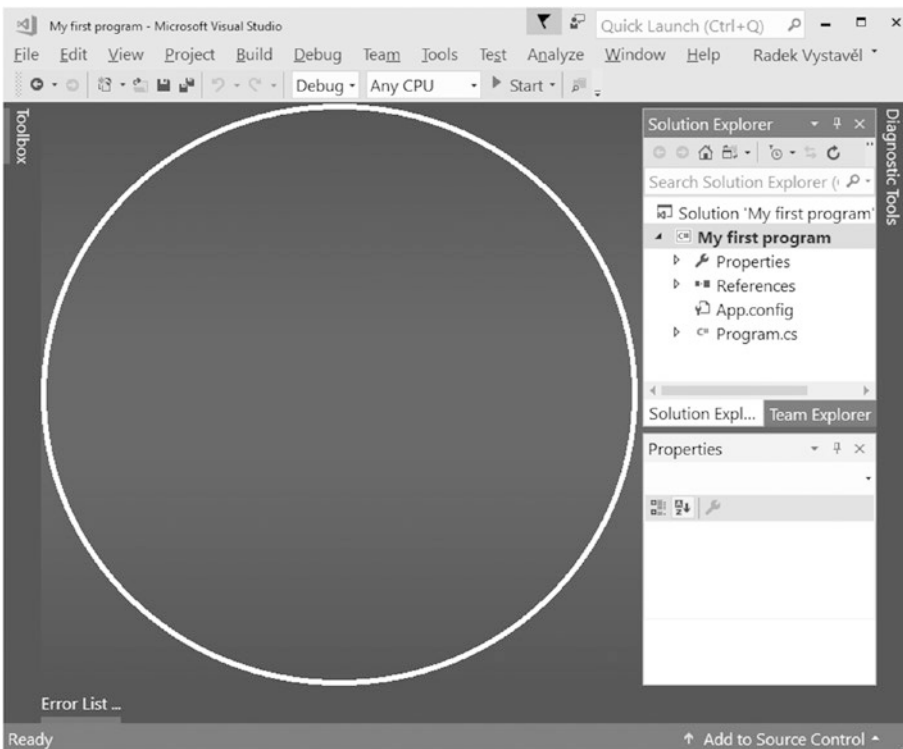 My first program - Microsoft Visual Studio
Quick Launch (Ctrl+Q)
File Edit View Project Build Debug Team Tools Test Analyze Window Help Radek Vystavěl
Debug Any CPU Start
Toolbox
Solution Explorer
Search Solution Explorer (
Solution 'My first program'
C# My first program
Properties
References
App.config
C# Program.cs
Solution Expl... Team Explorer
Properties
Diagnostic Tools
Error List ...
Ready Add to Source Control